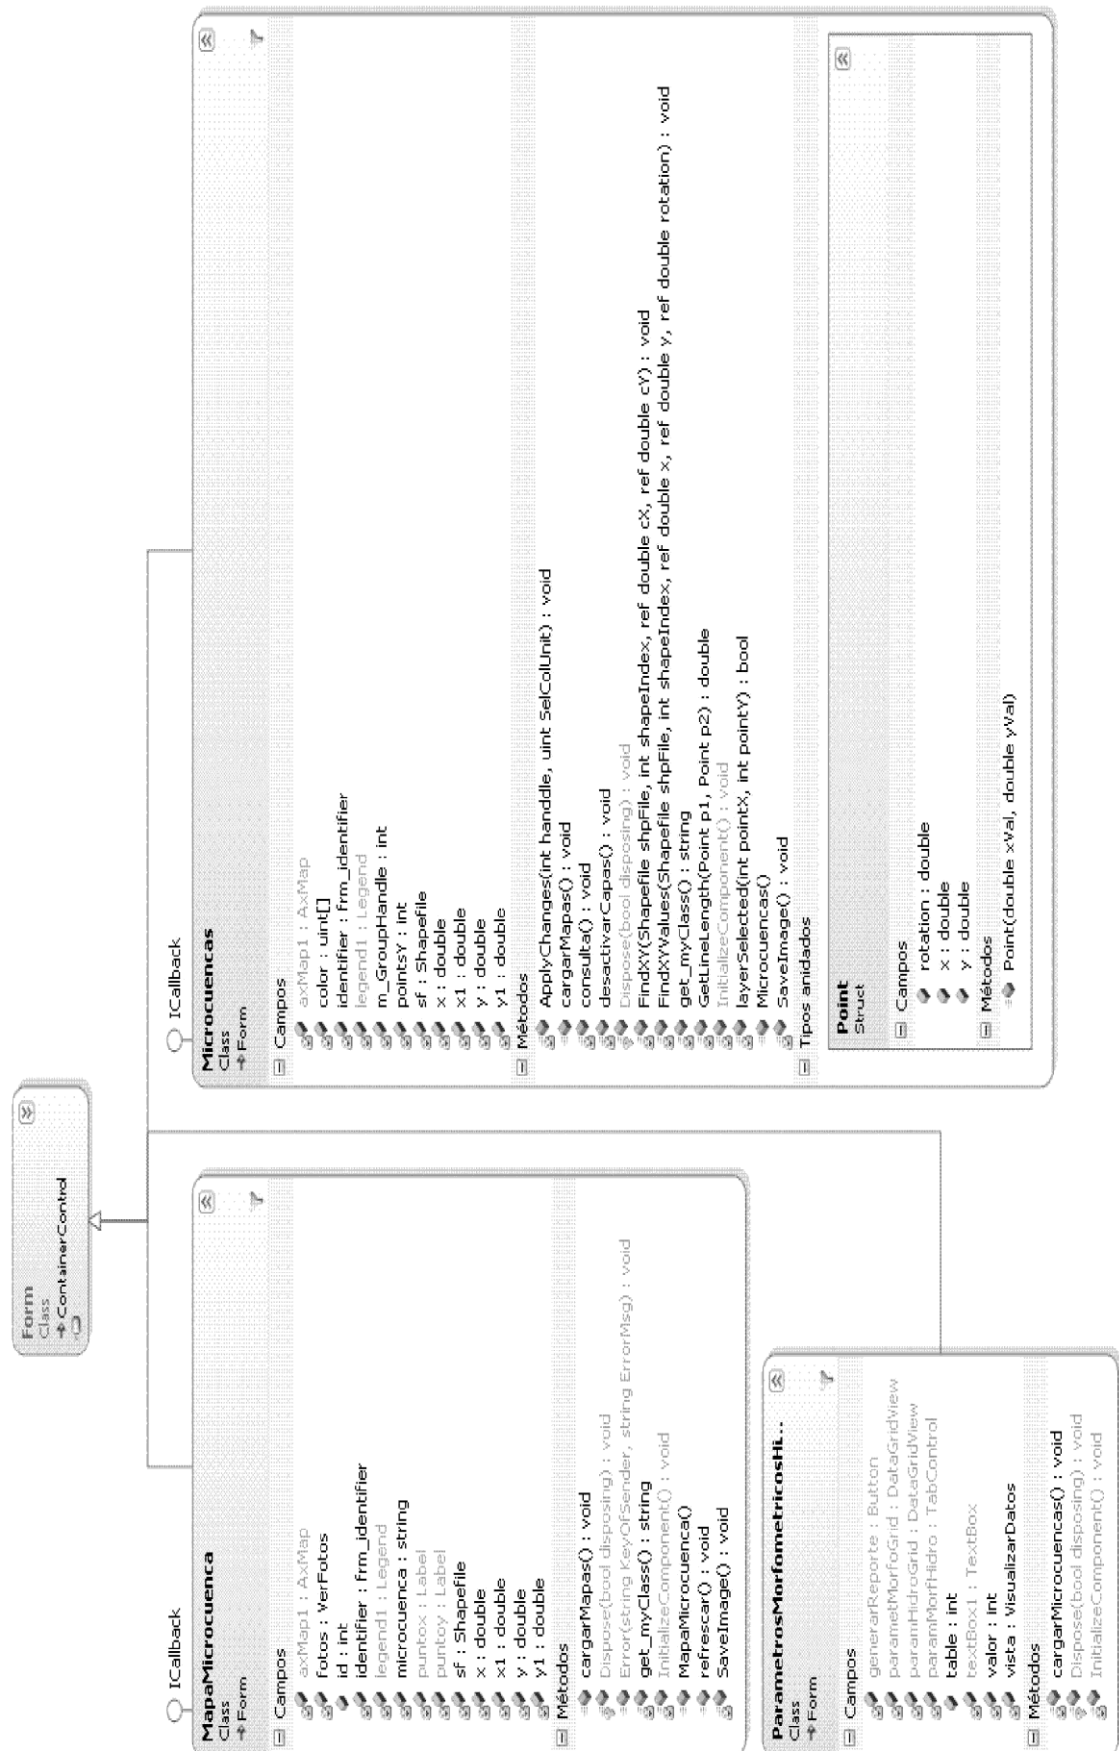 Form
Class
ContainerControl
ICallback
MapaMicrocuenca
Class
Form
Campos
axMap1 : AxMap
fotos : VerFotos
id : int
identifier : frm_identifier
legend1 : Legend
microcuenca : string
puntox : Label
puntoy : Label
sf : Shapefile
x : double
x1 : double
y : double
y1 : double
Métodos
cargarMapas() : void
Dispose(bool disposing) : void
Error(string KeyOfSender, string ErrorMsg) : void
get_myClass() : string
InitializeComponent() : void
MapaMicrocuenca()
refrescar() : void
SaveImage() : void
ParametrosMorfometricosHi...
Class
Form
Campos
generarReporte : Button
parametMorfoGrid : DataGridView
paramHidroGrid : DataGridView
paramMorfHidro : TabControl
table : int
textBox1 : TextBox
valor : int
vista : VisualizarDatos
Métodos
cargarMicrocuencas() : void
Dispose(bool disposing) : void
InitializeComponent() : void
ICallback
Microcuencas
Class
Form
Campos
axMap1 : AxMap
color : uint[]
identifier : frm_identifier
legend1 : Legend
m_GroupHandle : int
pointsY : int
sf : Shapefile
x : double
x1 : double
y : double
y1 : double
Métodos
ApplyChanges(int handdle, uint SelColUnit) : void
cargarMapas() : void
consulta() : void
desactivarCapas() : void
Dispose(bool disposing) : void
FindXY(Shapefile shpFile, int shapeIndex, ref double cX, ref double cY) : void
FindXYValues(Shapefile shpFile, int shapeIndex, ref double x, ref double y, ref double rotation) : void
get_myClass() : string
GetLineLength(Point p1, Point p2) : double
InitializeComponent() : void
layerSelected(int pointX, int pointY) : bool
Microcuencas()
SaveImage() : void
Tipos anidados
Point
Struct
Campos
rotation : double
x : double
y : double
Métodos
Point(double xVal, double yVal)